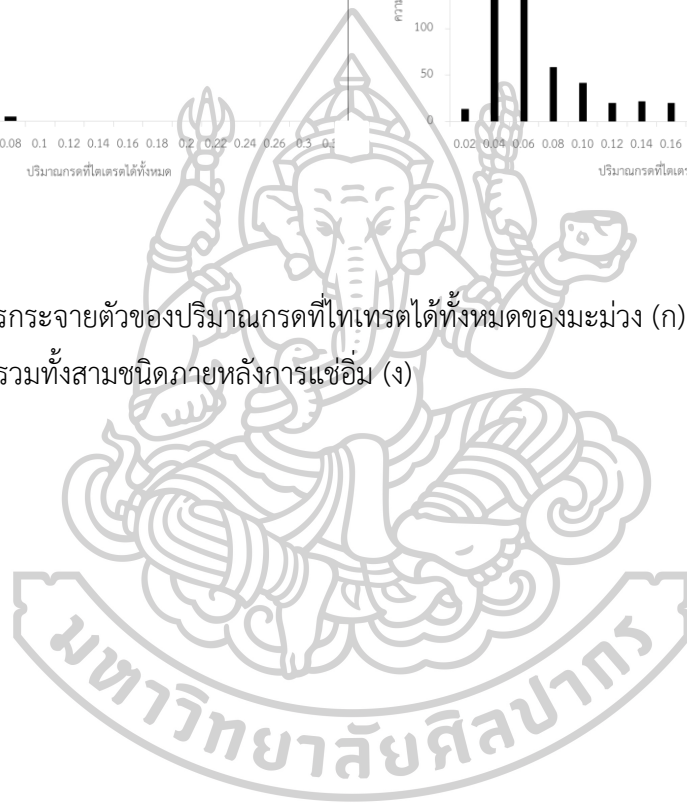 100
50
0
0.08 0.1 0.12 0.14 0.16 0.18 0.2 0.22 0.24 0.26 0.3
0.02 0.04 0.06 0.08 0.10 0.12 0.14 0.16
ปริมาณกรดที่ไตเตรตได้ทั้งหมด
รกระจายตัวของปริมาณกรดที่ไทเทรตได้ทั้งหมดของมะม่วง (ก)
รวมทั้งสามชนิดภายหลังการแช่อิ่ม (ง)
มหาวิทยาลัยศิลปากร